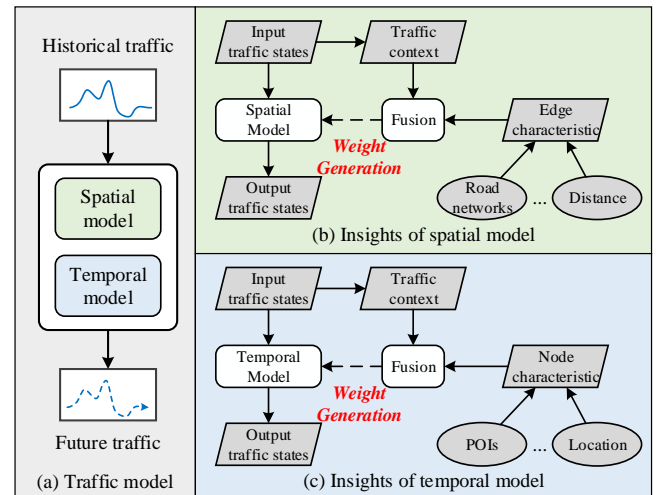 Historical traffic
Spatial
model
Temporal
model
Future traffic
(a) Traffic model
Input
traffic states
Traffic
context
Spatial
Model
Fusion
Edge
characteristic
Weight
Generation
Output
traffic states
Road
networks
...
Distance
(b) Insights of spatial model
Input
traffic states
Traffic
context
Temporal
Model
Fusion
Node
characteristic
Weight
Generation
Output
traffic states
POIs
...
Location
(c) Insights of temporal model